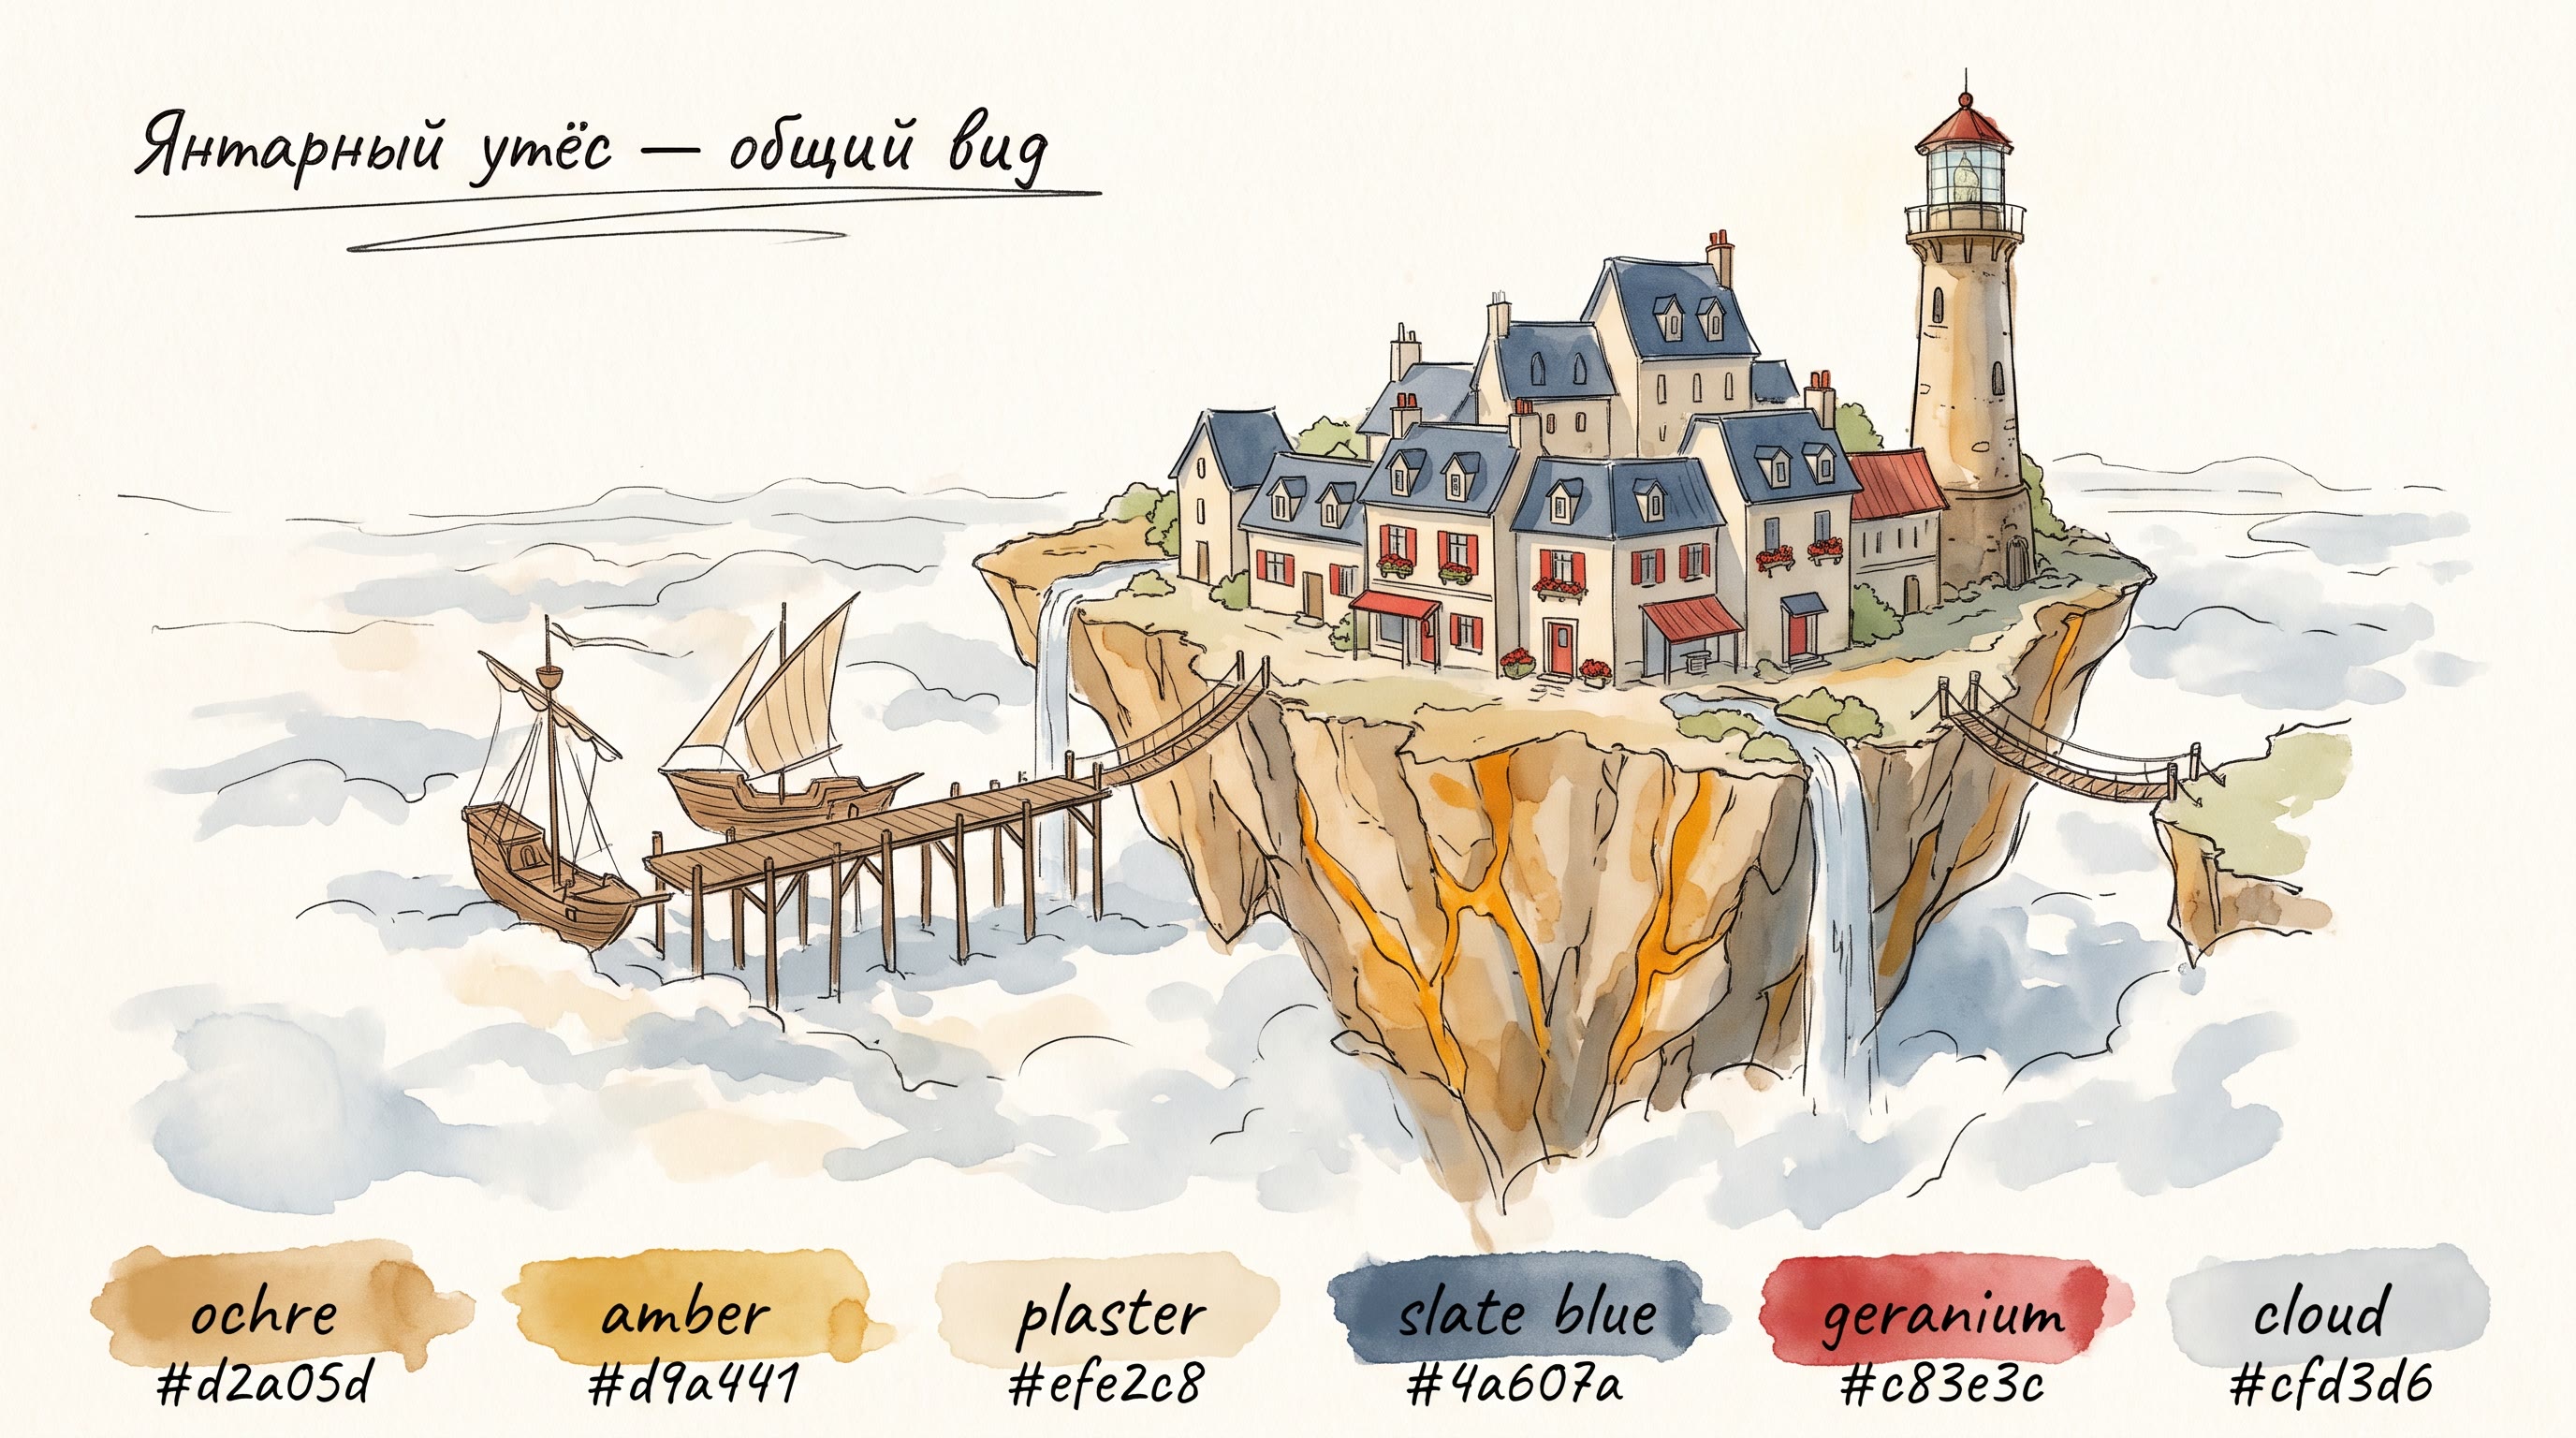 Янтарный утёс — общий вид
ochre
#d2a05d
amber
#d9a441
plaster
#efe2c8
slate blue
#4a607a
geranium
#c83e3c
cloud
#cfd3d6